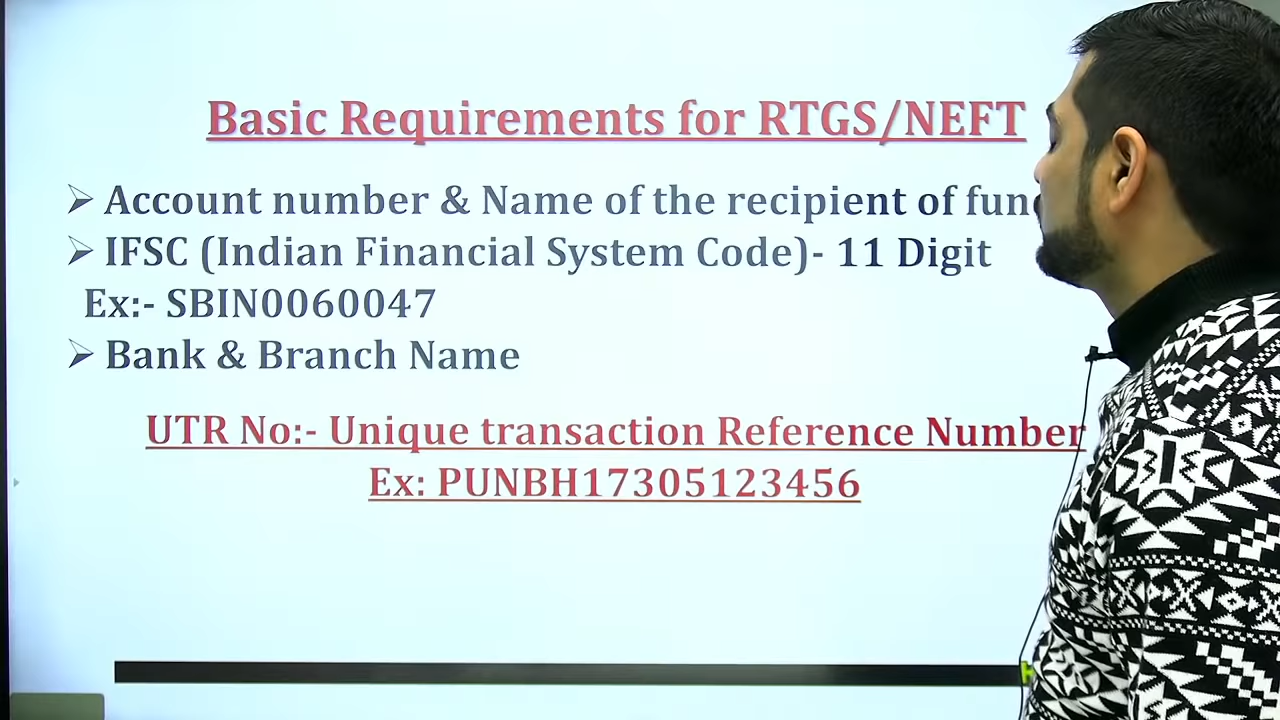 Basic Requirements for RTGS/NEFT
➢ Account number & Name of the recipient of
➢ IFSC (Indian Financial System Code)- 11 Digit
Ex:- SBIN0060047
➢ Bank & Branch Name
UTR No:- Unique transaction Reference Number
Ex: PUNBH17305123456